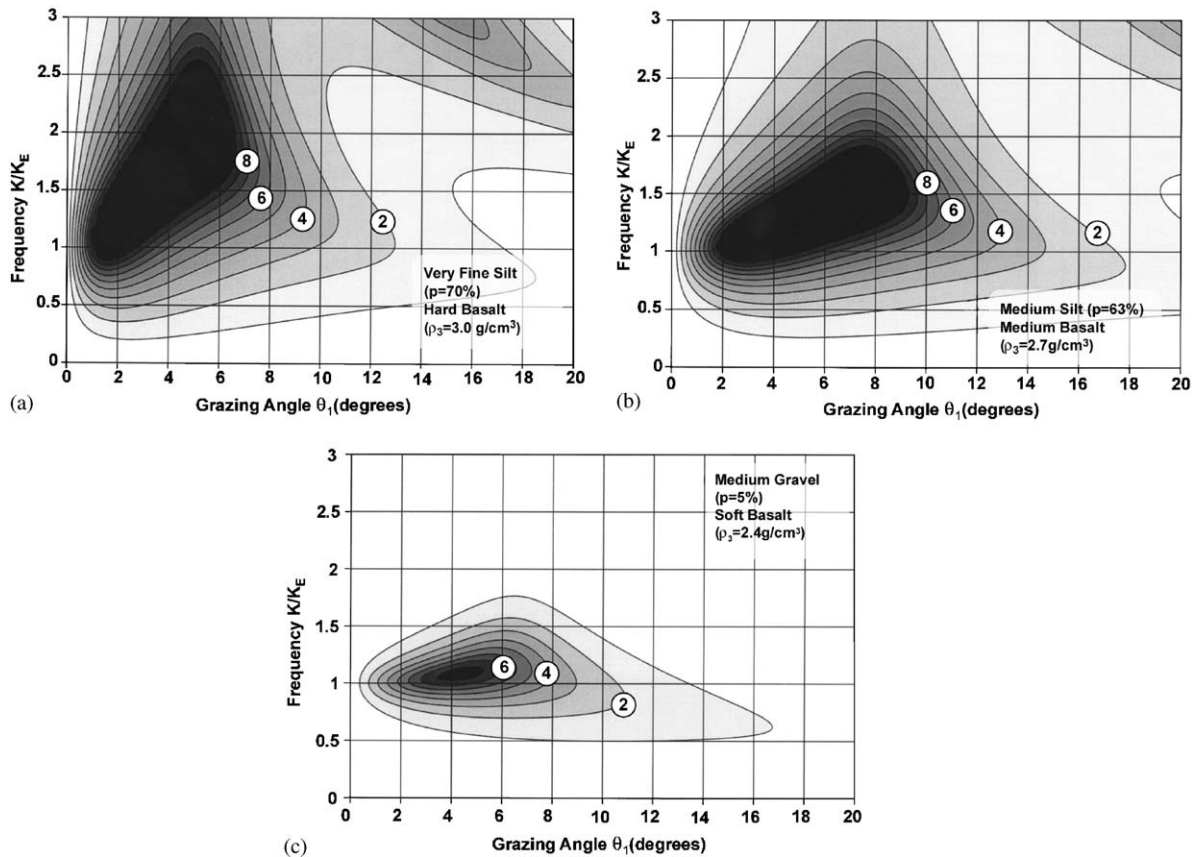 3
2.5
2
1.5
1
0.5
0
Frequency K/KE
8
6
4
2
Very Fine Silt
(p=70%)
Hard Basalt
(ρ3=3.0 g/cm³)
0 2 4 6 8 10 12 14 16 18 20
Grazing Angle θ1(degrees)
(a)
3
2.5
2
1.5
1
0.5
0
Frequency K/KE
8
6
4
2
Medium Silt (p=63%)
Medium Basalt
(ρ3=2.7g/cm³)
0 2 4 6 8 10 12 14 16 18 20
Grazing Angle θ1(degrees)
(b)
3
2.5
2
1.5
1
0.5
0
Frequency K/KE
Medium Gravel
(p=5%)
Soft Basalt
(ρ3=2.4g/cm³)
6
4
2
0 2 4 6 8 10 12 14 16 18 20
Grazing Angle θ1(degrees)
(c)